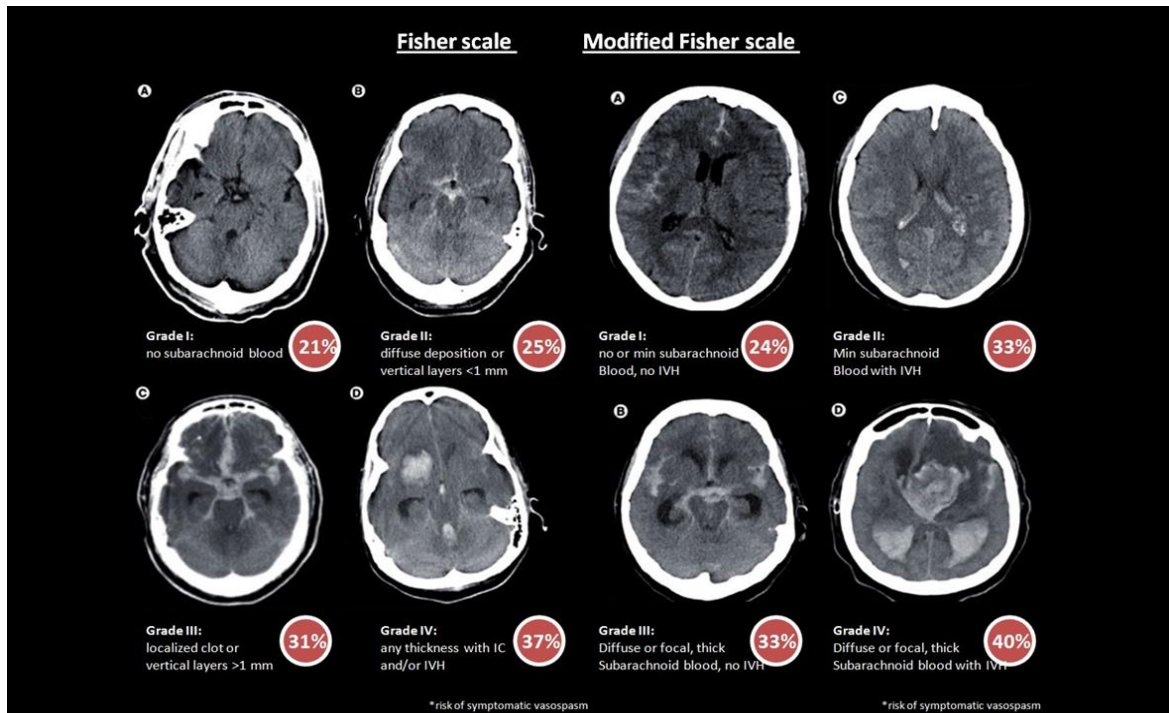 Fisher scale
Modified Fisher scale
A
B
A
C
Grade I:
no subarachnoid blood
21%
Grade II:
diffuse deposition or
vertical layers <1 mm
25%
Grade I:
no or min subarachnoid
Blood, no IVH
24%
Grade II:
Min subarachnoid
Blood with IVH
33%
C
D
B
D
Grade III:
localized clot or
vertical layers >1 mm
31%
Grade IV:
any thickness with IC
and/or IVH
37%
Grade III:
Diffuse or focal, thick
Subarachnoid blood, no IVH
33%
Grade IV:
Diffuse or focal, thick
Subarachnoid blood with IVH
40%
*risk of symptomatic vasospasm
*risk of symptomatic vasospasm